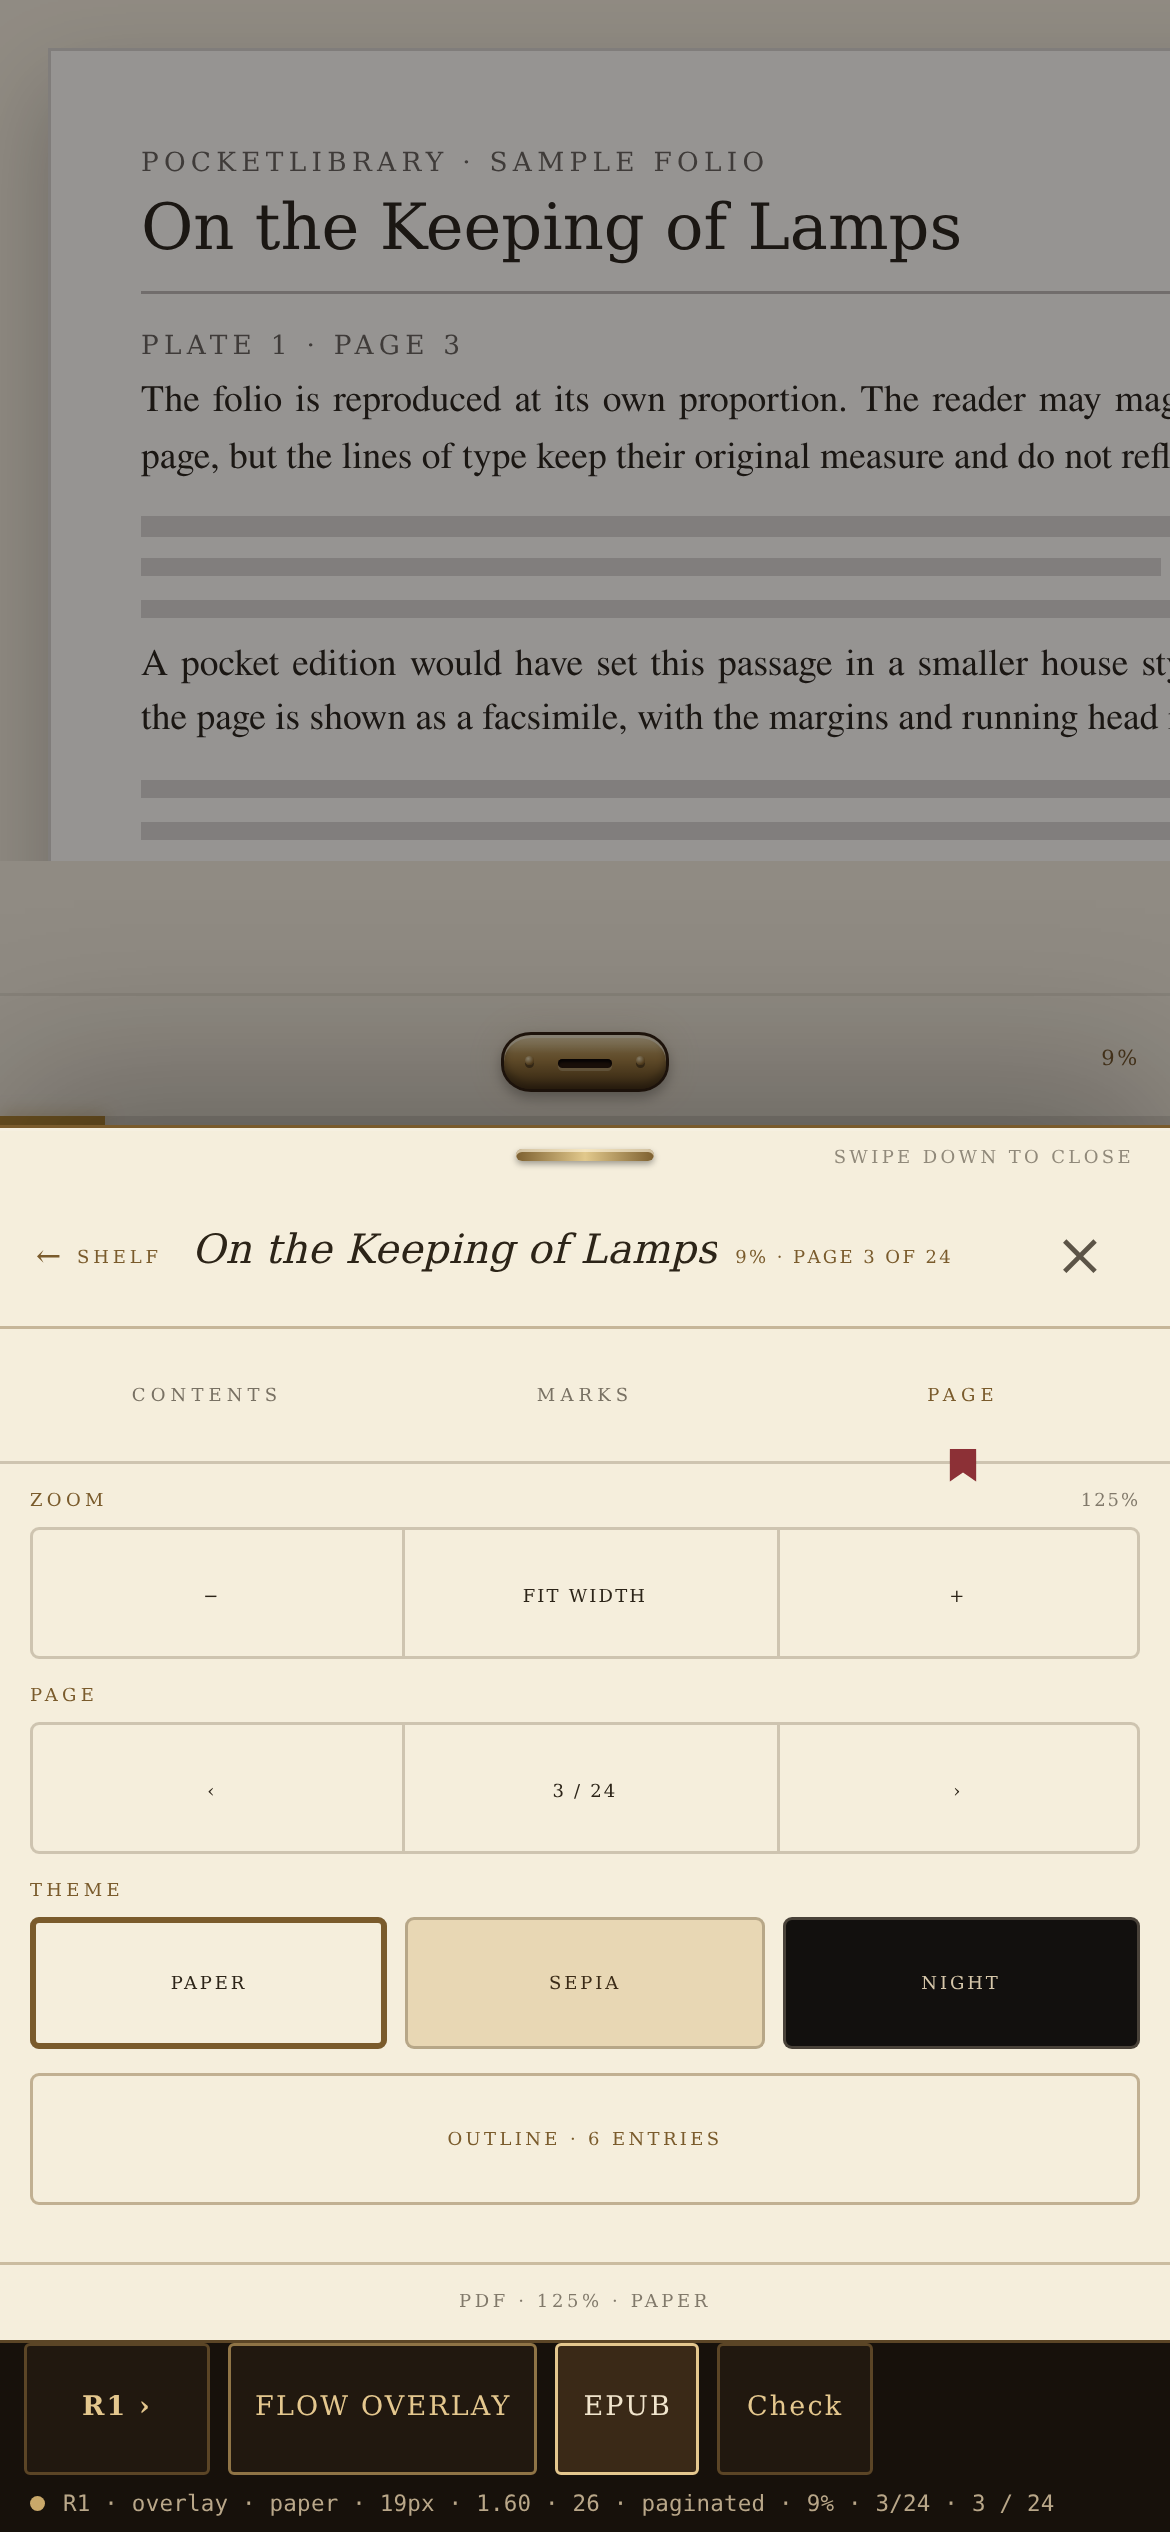 POCKETLIBRARY · SAMPLE FOLIO
On the Keeping of Lamps
PLATE 1 · PAGE 3
The folio is reproduced at its own proportion. The reader may
page, but the lines of type keep their original measure and do not
A pocket edition would have set this passage in a smaller house
the page is shown as a facsimile, with the margins and running head
9%
SWIPE DOWN TO CLOSE
← SHELF On the Keeping of Lamps 9% · PAGE 3 OF 24 ×
CONTENTS MARKS PAGE
ZOOM 125%
− FIT WIDTH +
PAGE
‹ 3 / 24 ›
THEME
PAPER SEPIA NIGHT
OUTLINE · 6 ENTRIES
PDF · 125% · PAPER
R1 › FLOW OVERLAY EPUB Check
R1 · overlay · paper · 19px · 1.60 · 26 · paginated · 9% · 3/24 · 3 / 24